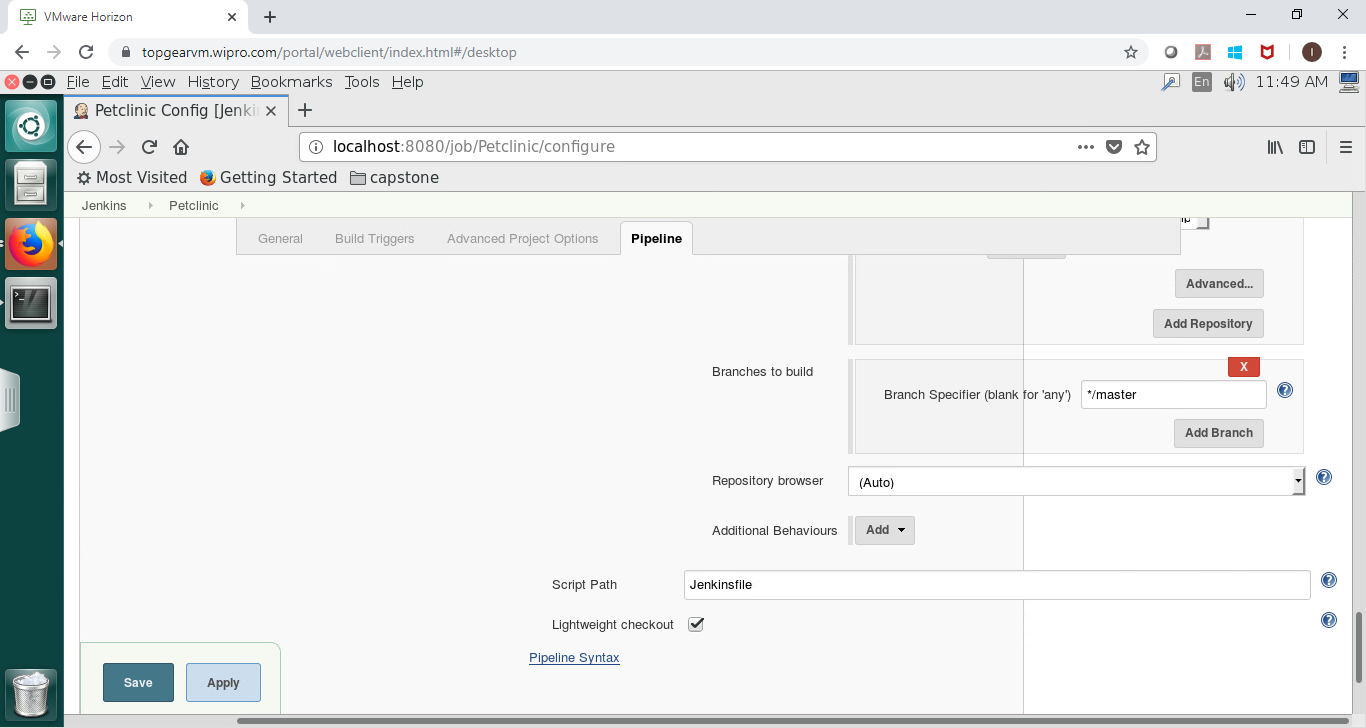 VMware Horizon
topgearvm.wipro.com/portal/webclient/index.html#/desktop
I
File Edit View History Bookmarks Tools Help
En
11:49 AM
Petclinic Config [Jenki
localhost:8080/job/Petclinic/configure
Most Visited Getting Started capstone
Jenkins Petclinic
General Build Triggers Advanced Project Options Pipeline
Advanced...
Add Repository
Branches to build
X
Branch Specifier (blank for 'any') */master
Add Branch
Repository browser (Auto)
Additional Behaviours Add
Script Path Jenkinsfile
Lightweight checkout
Pipeline Syntax
Save Apply